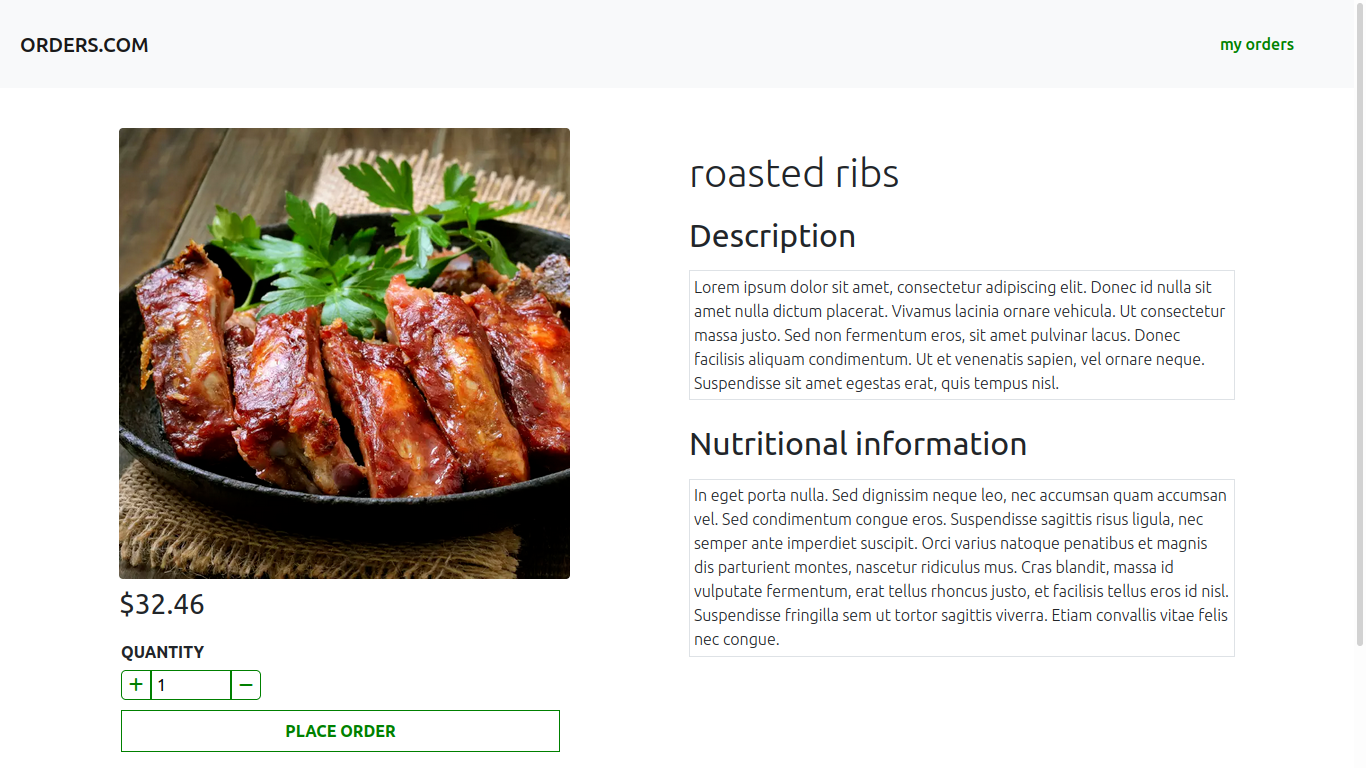 ORDERS.COM
my orders
roasted ribs
Description
Lorem ipsum dolor sit amet, consectetur adipiscing elit. Donec id nulla sit
amet nulla dictum placerat. Vivamus lacinia ornare vehicula. Ut consectetur
massa justo. Sed non fermentum eros, sit amet pulvinar lacus. Donec
facilisis aliquam condimentum. Ut et venenatis sapien, vel ornare neque.
Suspendisse sit amet egestas erat, quis tempus nisl.
Nutritional information
In eget porta nulla. Sed dignissim neque leo, nec accumsan quam accumsan
vel. Sed condimentum congue eros. Suspendisse sagittis risus ligula, nec
semper ante imperdiet suscipit. Orci varius natoque penatibus et magnis
dis parturient montes, nascetur ridiculus mus. Cras blandit, massa id
vulputate fermentum, erat tellus rhoncus justo, et facilisis tellus eros id nisl.
Suspendisse fringilla sem ut tortor sagittis viverra. Etiam convallis vitae felis
nec congue.
$32.46
QUANTITY
+ 1 −
PLACE ORDER